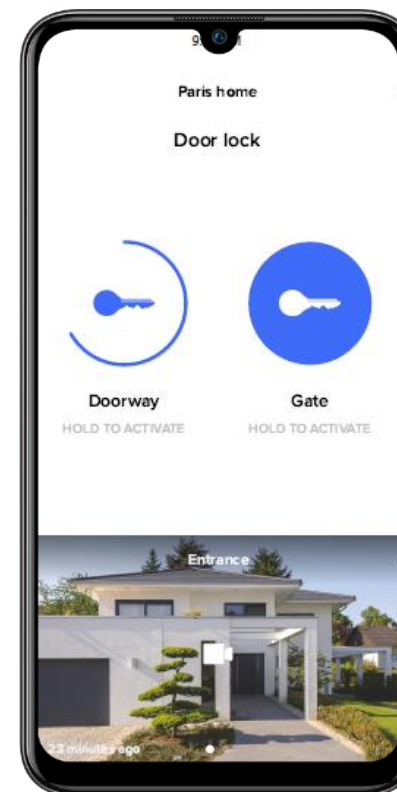 Paris home
Door lock
Doorway
Gate
HOLD TO ACTIVATE
HOLD TO ACTIVATE
Entrance
23 minutes ago